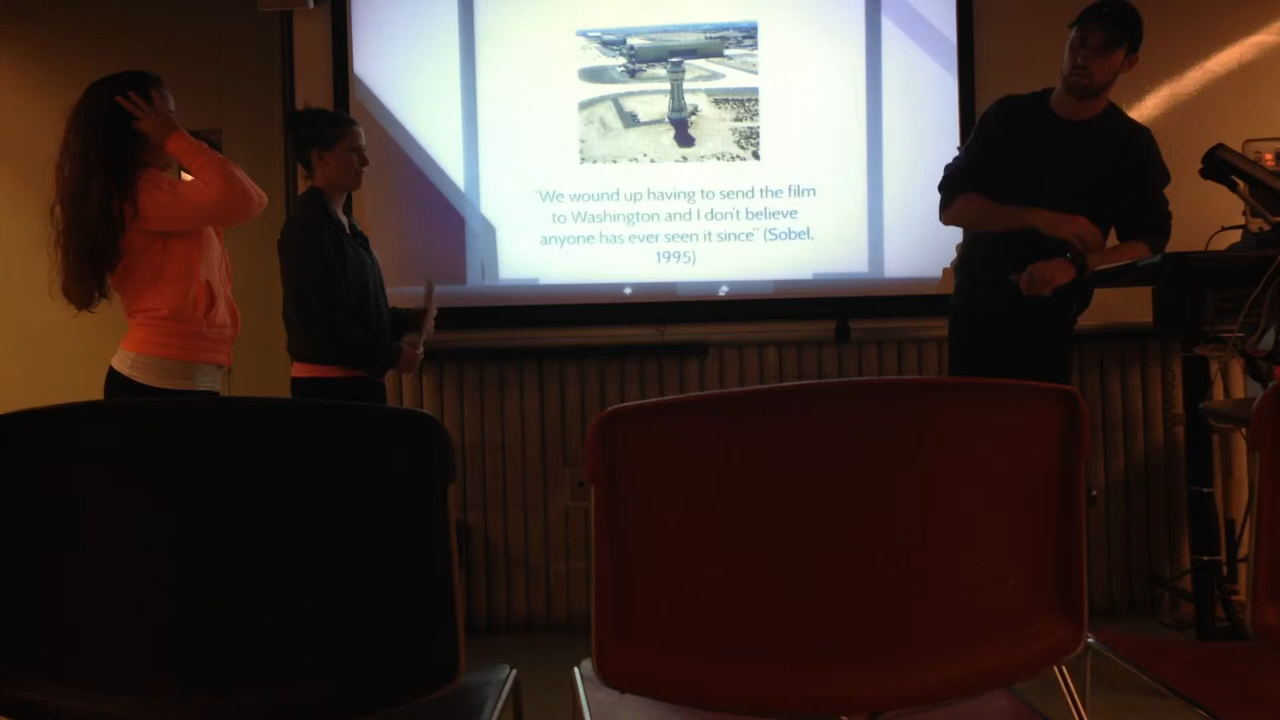 "We wound up having to send the film
to Washington and I don't believe
anyone has ever seen it since" (Sobel,
1995)